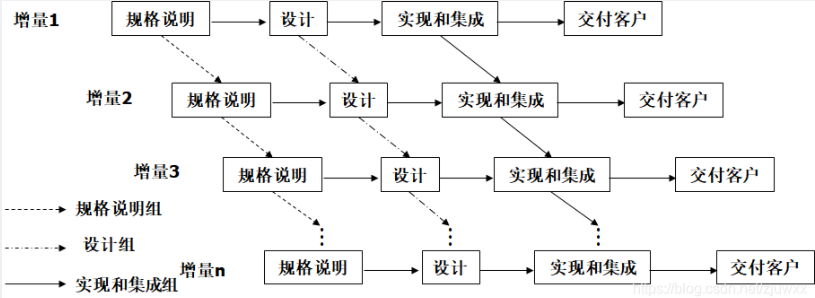 增量1 规格说明 设计 实现和集成 交付客户
增量2 规格说明 设计 实现和集成 交付客户
增量3 规格说明 设计 实现和集成 交付客户
规格说明组
设计组
增量n 规格说明 设计 实现和集成 交付客户
实现和集成组
https://blog.csdn.net/zjuwxx